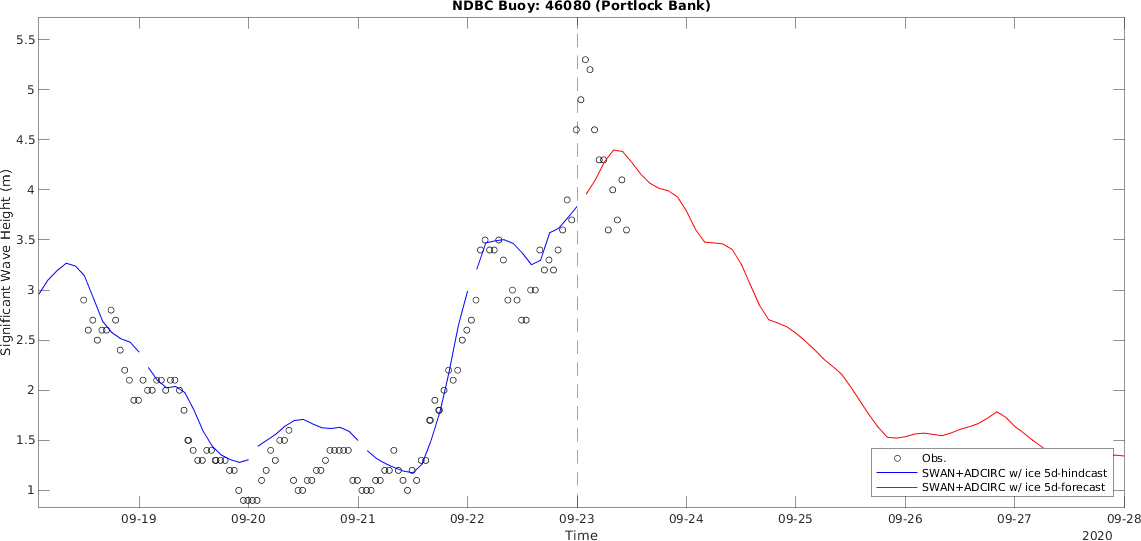 NDBC Buoy: 46080 (Portlock Bank)
5.5
5
4.5
4
3.5
3
2.5
2
1.5
1
Significant Wave Height (m)
Obs.
SWAN+ADCIRC w/ ice 5d-hindcast
SWAN+ADCIRC w/ ice 5d-forecast
09-19 09-20 09-21 09-22 09-23 09-24 09-25 09-26 09-27 09-28
Time
2020